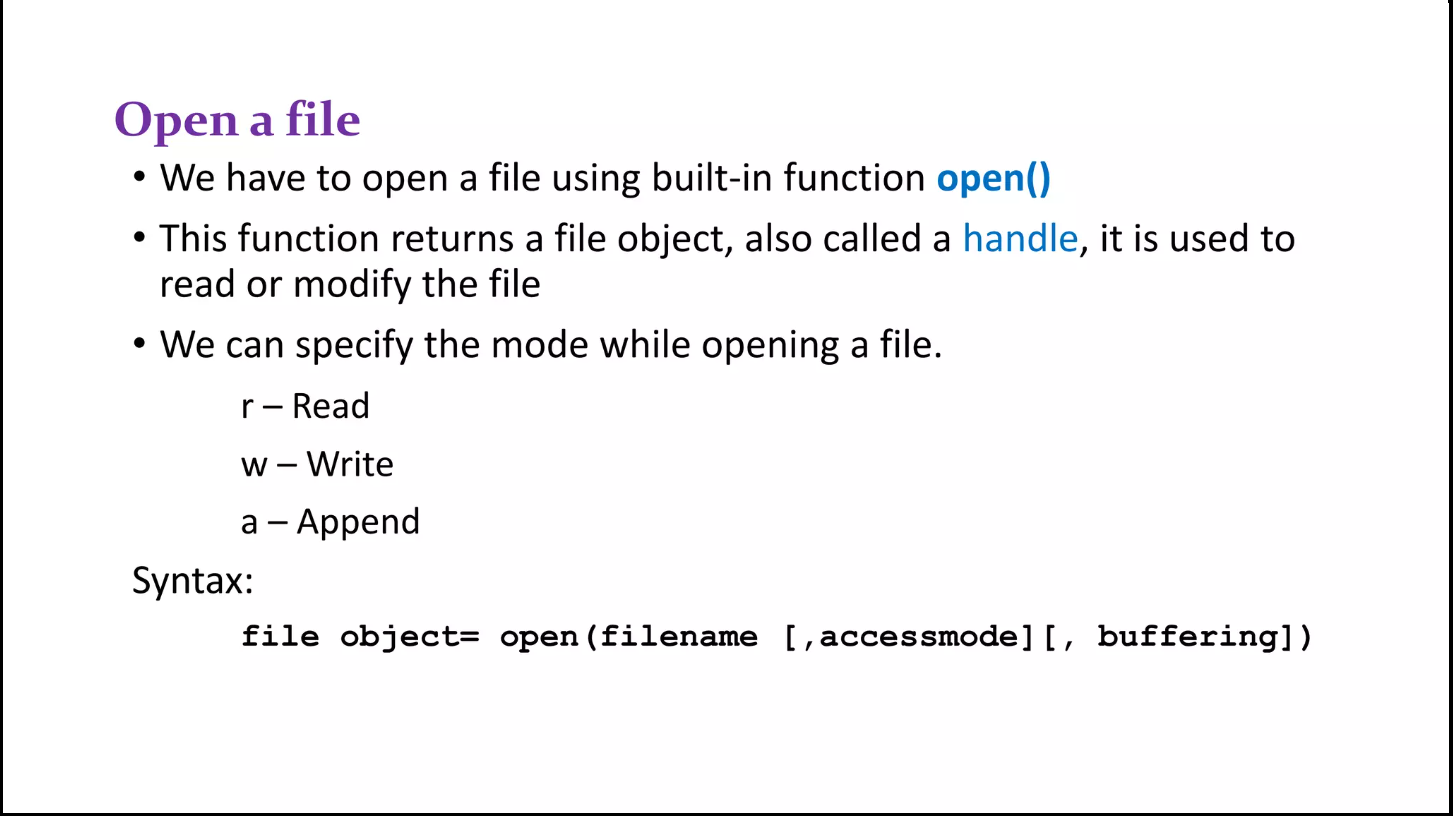 Open a file
• We have to open a file using built-in function open()
• This function returns a file object, also called a handle, it is used to
read or modify the file
• We can specify the mode while opening a file.
r – Read
w – Write
a – Append
Syntax:
file object= open(filename [,accessmode][, buffering])